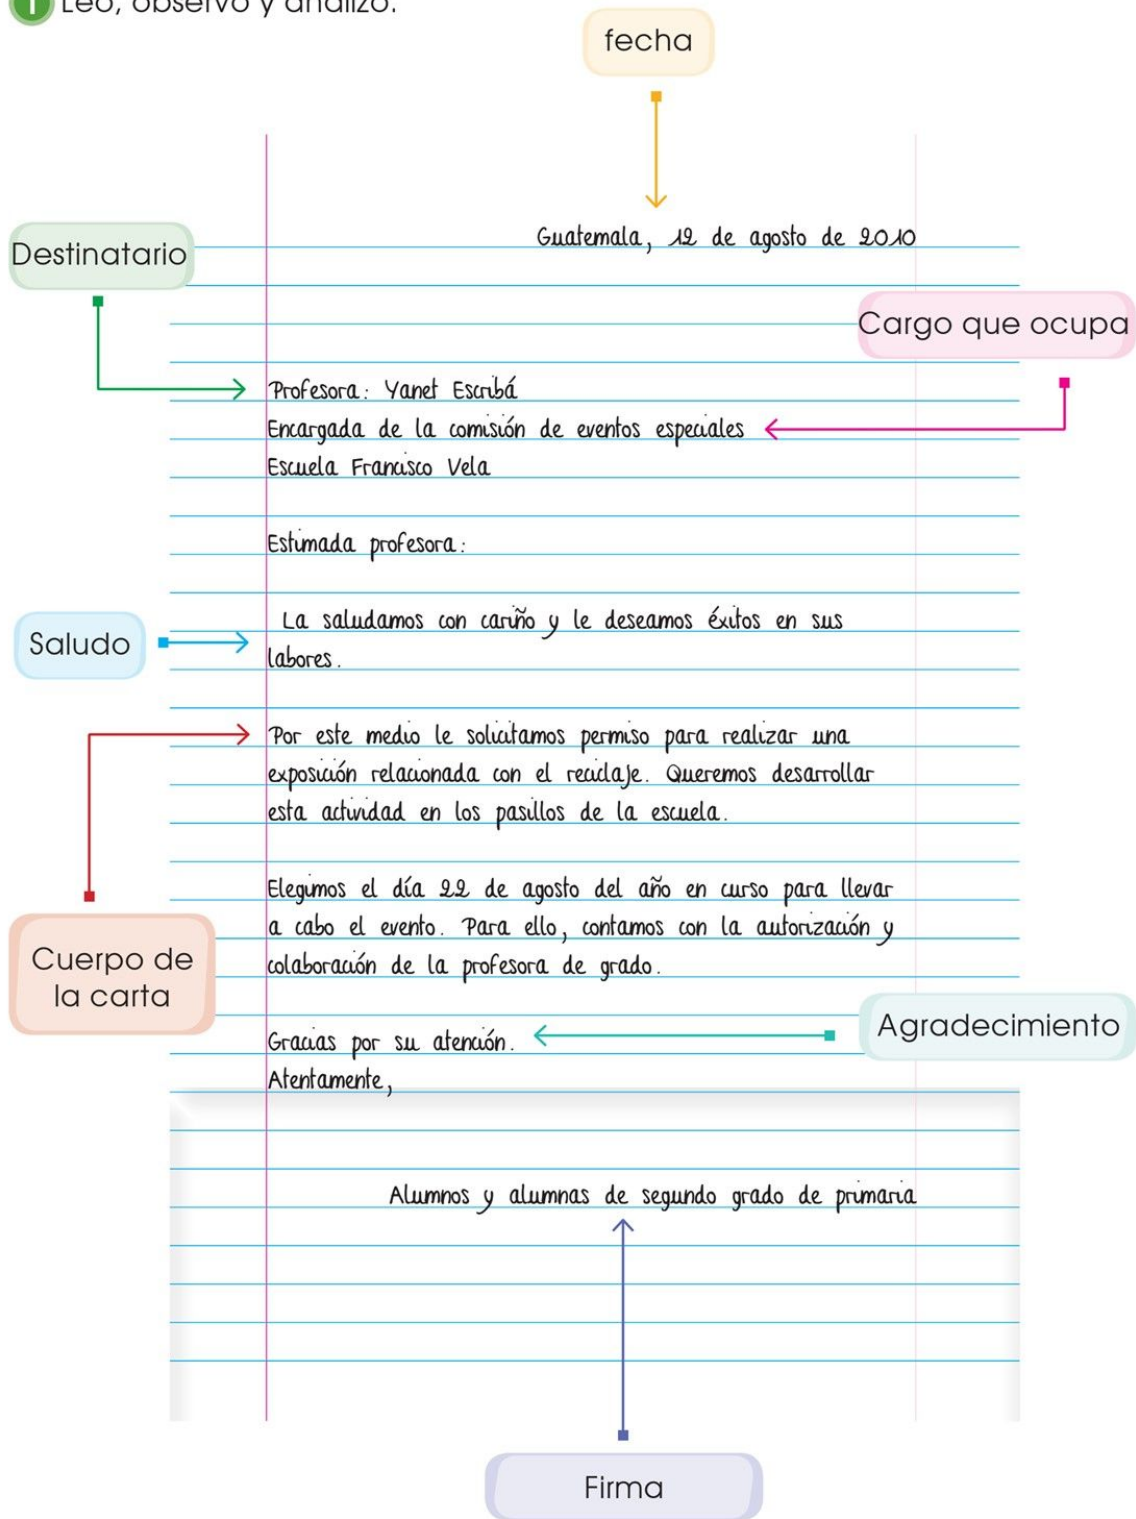 1 Leo, observo y analizo.
fecha
Guatemala, 12 de agosto de 2010
Destinatario
Cargo que ocupa
Profesora: Yanet Escribá
Encargada de la comisión de eventos especiales
Escuela Francisco Vela
Estimada profesora:
Saludo
La saludamos con cariño y le deseamos éxitos en sus
labores.
Por este medio le solicitamos permiso para realizar una
exposición relacionada con el reciclaje. Queremos desarrollar
esta actividad en los pasillos de la escuela.
Elegimos el día 22 de agosto del año en curso para llevar
a cabo el evento. Para ello, contamos con la autorización y
colaboración de la profesora de grado.
Cuerpo de
la carta
Gracias por su atención.
Agradecimiento
Atentamente,
Alumnos y alumnas de segundo grado de primaria
Firma